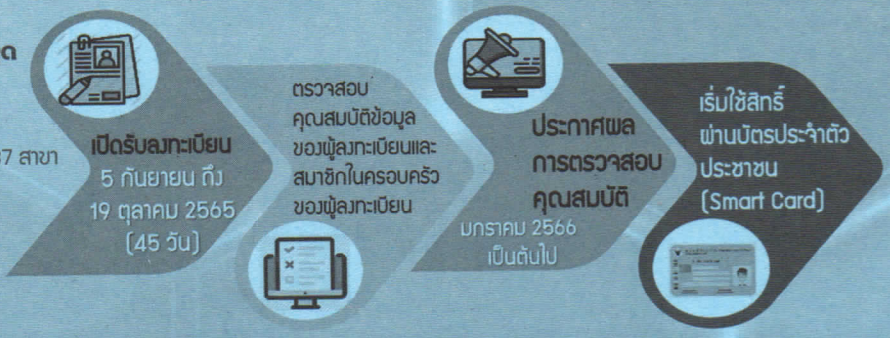 เปิดรับลงทะเบียน
5 กันยายน ถึง
19 ตุลาคม 2565
(45 วัน)
ตรวจสอบ
คุณสมบัติข้อมูล
ของผู้ลงทะเบียนและ
สมาชิกในครอบครัว
ของผู้ลงทะเบียน
ประกาศผล
การตรวจสอบ
คุณสมบัติ
มกราคม 2566
เป็นต้นไป
เริ่มใช้สิทธิ์
ผ่านบัตรประจำตัว
ประชาชน
(Smart Card)
7 สาขา